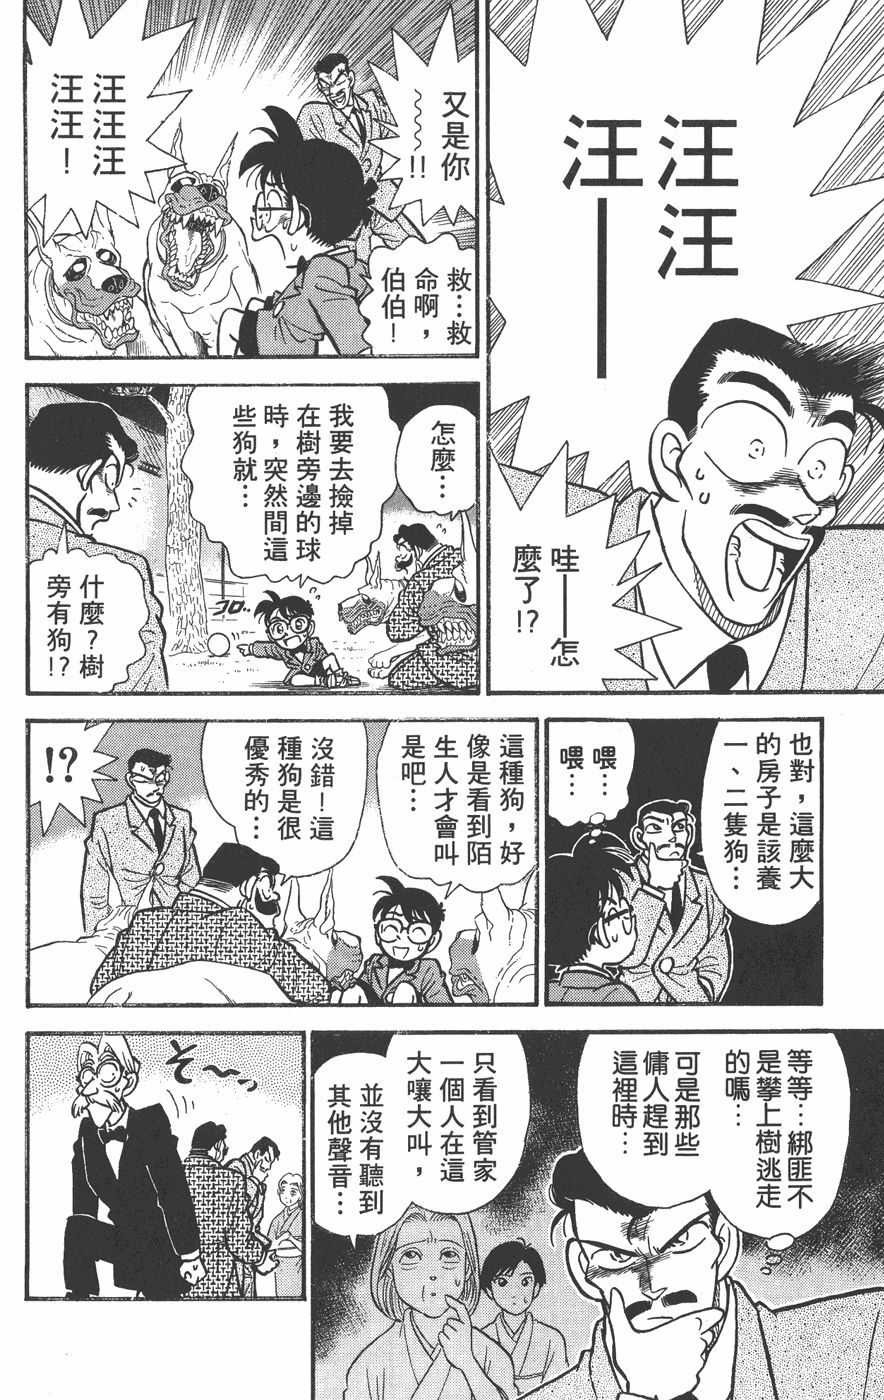 汪汪
汪——
哇——怎
麼了!?
又是你
～～!!
救…救
命啊，
伯伯！
汪汪汪
汪汪！
怎麼…
我要去撿掉
在樹旁邊的球
時，突然間這
些狗就…
コロ..
什麼？樹
旁有狗!?
也對，這麼大
的房子是該養
一、二隻狗…
喂…
喂…
這種狗，好
像是看到陌
生人才會叫
是吧…
沒錯！這
種狗是很
優秀的…
!?
等等…綁匪不
是攀上樹逃走
的嗎…
可是那些
傭人趕到
這裡時…
只看到管家
一個人在這
大嚷大叫，
並沒有聽到
其他聲音…
そ～っ